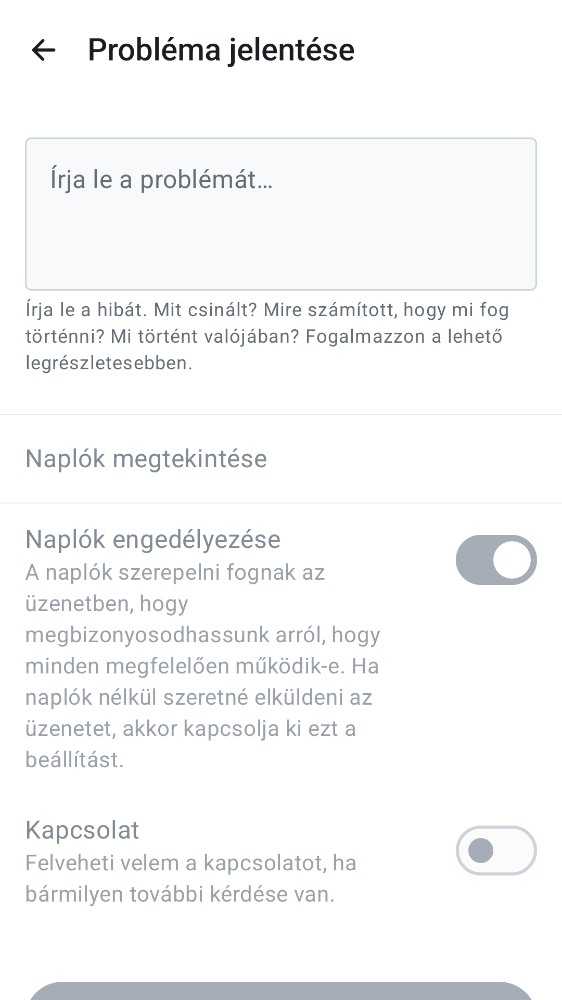 Probléma jelentése
Írja le a problémát…
Írja le a hibát. Mit csinált? Mire számított, hogy mi fog
történni? Mi történt valójában? Fogalmazzon a lehető
legrészletesebben.
Naplók megtekintése
Naplók engedélyezése
A naplók szerepelni fognak az
üzenetben, hogy
megbizonyosodhassunk arról, hogy
minden megfelelően működik-e. Ha
naplók nélkül szeretné elküldeni az
üzenetet, akkor kapcsolja ki ezt a
beállítást.
Kapcsolat
Felveheti velem a kapcsolatot, ha
bármilyen további kérdése van.